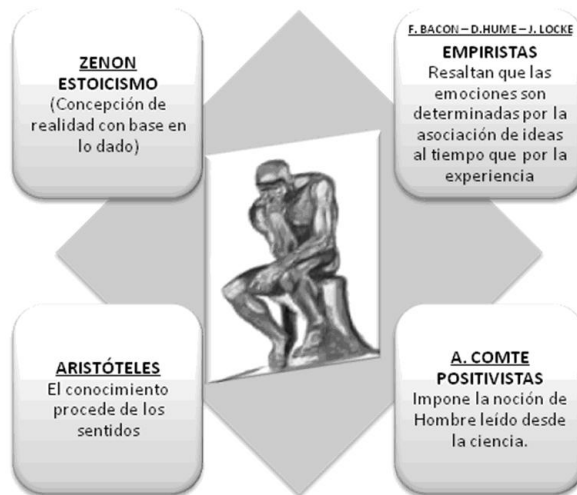 ZENON
ESTOICISMO
(Concepción de
realidad con base en
lo dado)
F. BACON – D.HUME – J. LOCKE
EMPIRISTAS
Resaltan que las
emociones son
determinadas por la
asociación de ideas
al tiempo que por la
experiencia
ARISTÓTELES
El conocimiento
procede de los
sentidos
A. COMTE
POSITIVISTAS
Impone la noción de
Hombre leído desde
la ciencia.